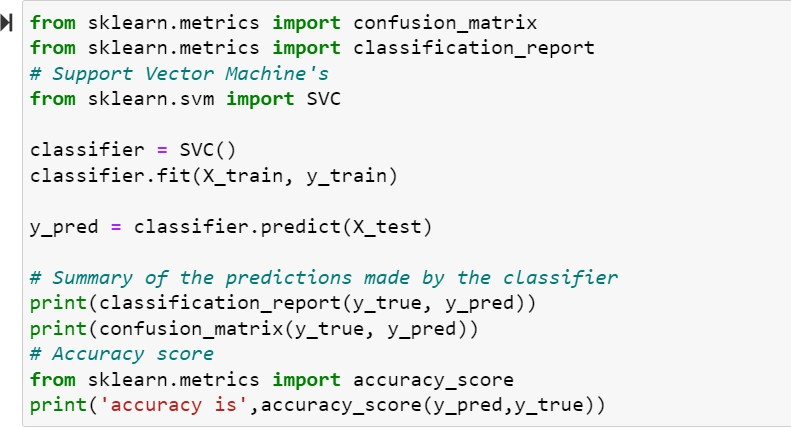 from sklearn.metrics import confusion_matrix
from sklearn.metrics import classification_report
# Support Vector Machine's
from sklearn.svm import SVC
classifier = SVC()
classifier.fit(X_train, y_train)
y_pred = classifier.predict(X_test)
# Summary of the predictions made by the classifier
print(classification_report(y_true, y_pred))
print(confusion_matrix(y_true, y_pred))
# Accuracy score
from sklearn.metrics import accuracy_score
print('accuracy is',accuracy_score(y_pred,y_true))